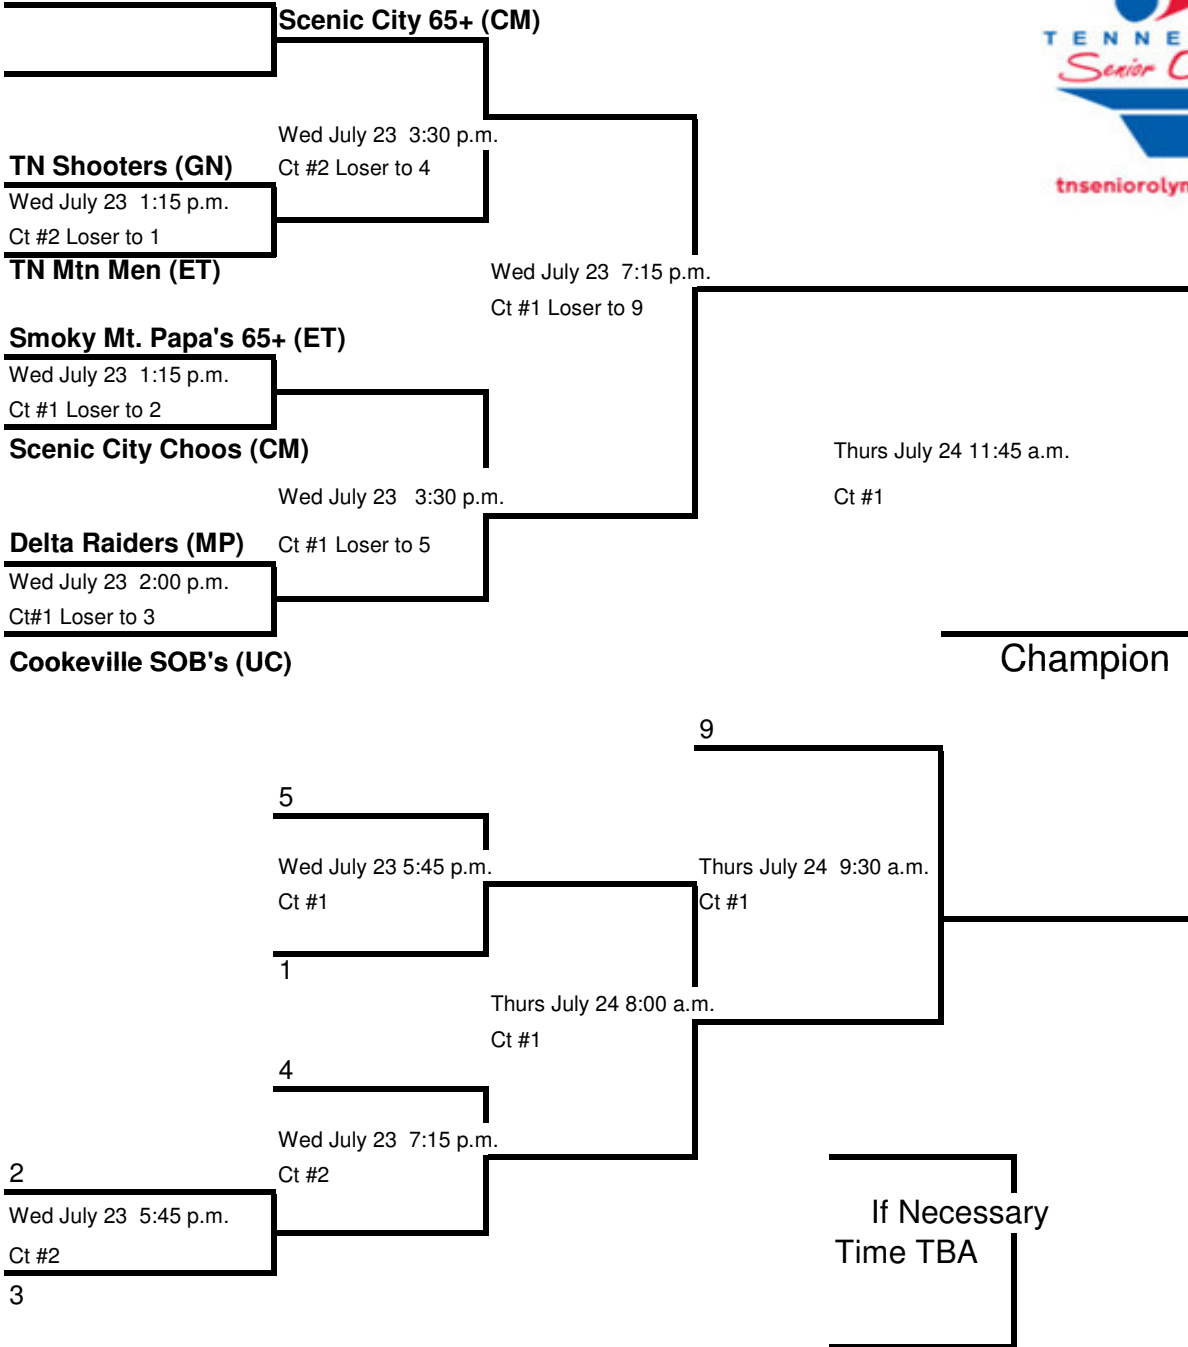 Scenic City 65+ (CM)
T E N N E
Senior
tnseniorolym
Wed July 23 3:30 p.m.
Ct #2 Loser to 4
TN Shooters (GN)
Wed July 23 1:15 p.m.
Ct #2 Loser to 1
TN Mtn Men (ET)
Wed July 23 7:15 p.m.
Ct #1 Loser to 9
Smoky Mt. Papa's 65+ (ET)
Wed July 23 1:15 p.m.
Ct #1 Loser to 2
Scenic City Choos (CM)
Thurs July 24 11:45 a.m.
Ct #1
Wed July 23 3:30 p.m.
Ct #1 Loser to 5
Delta Raiders (MP)
Wed July 23 2:00 p.m.
Ct#1 Loser to 3
Cookeville SOB's (UC)
Champion
9
5
Wed July 23 5:45 p.m.
Ct #1
Thurs July 24 9:30 a.m.
Ct #1
1
Thurs July 24 8:00 a.m.
Ct #1
4
Wed July 23 7:15 p.m.
Ct #2
2
Wed July 23 5:45 p.m.
Ct #2
3
If Necessary
Time TBA